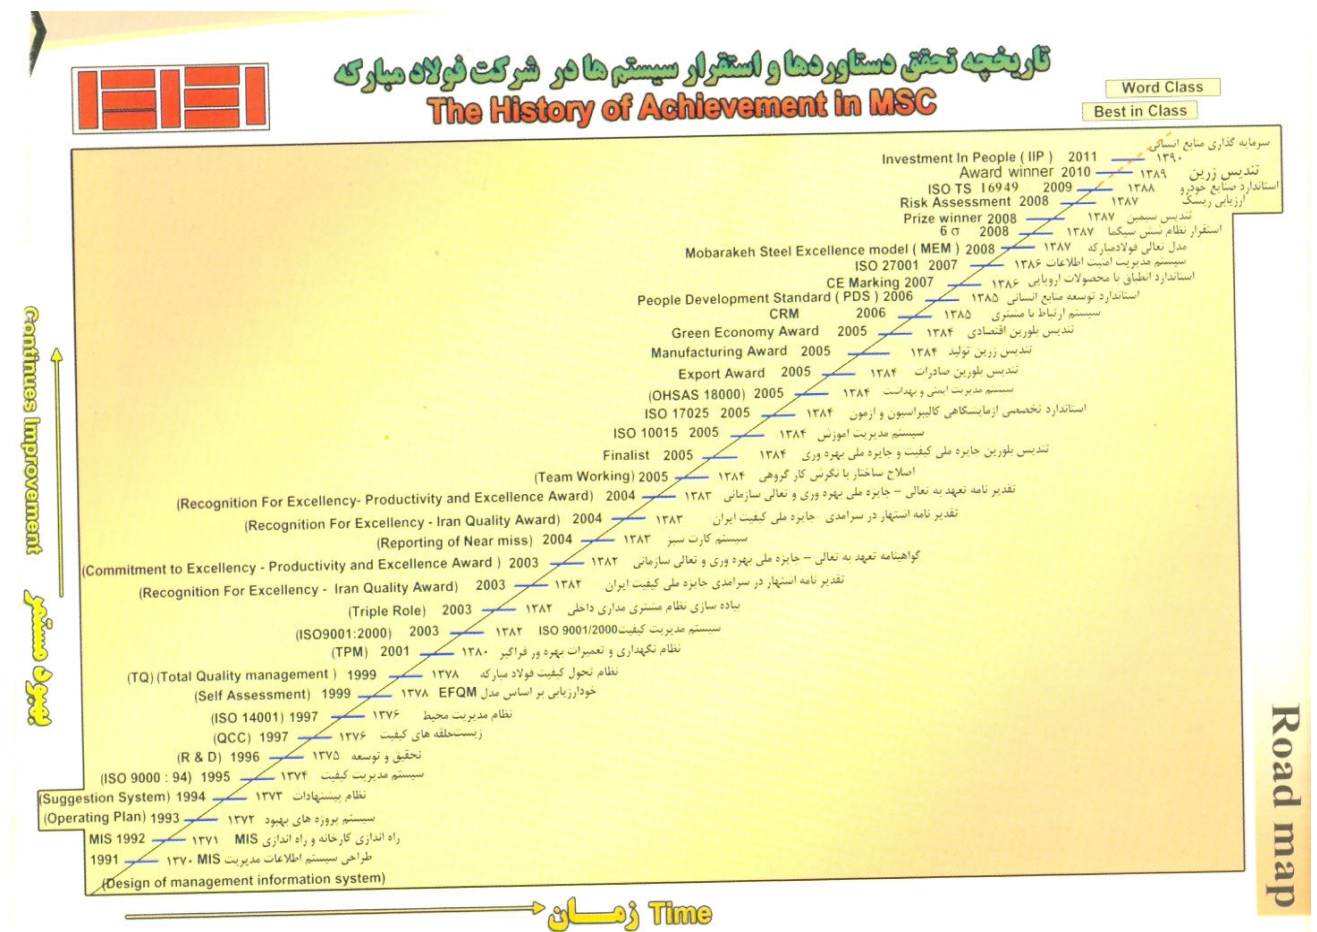 تاریخچه تحقق دستاوردها و استقرار سیستم ها در شرکت فولاد مبارکه
The History of Achievement in MSC
Word Class
Best in Class
سرمایه گذاری منابع انسانی
Investment In People ( IIP ) 2011 ۱۳۹۰
Award winner 2010 ۱۳۸۹ تندیس زرین
ISO TS 16949 2009 ۱۳۸۸ استاندارد صنایع خودرو
Risk Assessment 2008 ۱۳۸۷ ارزیابی ریسک
Prize winner 2008 ۱۳۸۷ تندیس سیمین
6 σ 2008 ۱۳۸۷ استقرار نظام شش سیگما
Mobarakeh Steel Excellence model ( MEM ) 2008 ۱۳۸۷ مدل تعالی فولادمبارکه
ISO 27001 2007 ۱۳۸۶ سیستم مدیریت امنیت اطلاعات
CE Marking 2007 ۱۳۸۶ استاندارد انطباق با محصولات اروپایی
People Development Standard ( PDS ) 2006 ۱۳۸۵ استاندارد توسعه منابع انسانی
CRM 2006 ۱۳۸۵ سیستم ارتباط با مشتری
Green Economy Award 2005 ۱۳۸۴ تندیس بلورین اقتصادی
Manufacturing Award 2005 ۱۳۸۴ تندیس زرین تولید
Export Award 2005 ۱۳۸۴ تندیس بلورین صادرات
(OHSAS 18000) 2005 ۱۳۸۴ سیستم مدیریت ایمنی و بهداشت
ISO 17025 2005 ۱۳۸۴ استاندارد تخصصی ازمایسگاهی کالیبراسیون و ازمون
ISO 10015 2005 ۱۳۸۴ سیستم مدیریت اموزش
Finalist 2005 ۱۳۸۴ تندیس بلورین جایزه ملی کیفیت و جایزه ملی بهره وری
(Team Working) 2005 ۱۳۸۴ اصلاح ساختار با نگرش کار گروهی
(Recognition For Excellency- Productivity and Excellence Award) 2004 ۱۳۸۳ تقدیر نامه تعهد به تعالی – جایزه ملی بهره وری و تعالی سازمانی
(Recognition For Excellency - Iran Quality Award) 2004 ۱۳۸۳ تقدیر نامه استهار در سرامدی - جایزه ملی کیفیت ایران
(Reporting of Near miss) 2004 ۱۳۸۳ سیستم کارت سبز
(Commitment to Excellency - Productivity and Excellence Award ) 2003 ۱۳۸۲ گواهینامه تعهد به تعالی – جایزه ملی بهره وری و تعالی سازمانی
(Recognition For Excellency - Iran Quality Award) 2003 ۱۳۸۲ تقدیر نامه استهار در سرامدی جایزه ملی کیفیت ایران
(Triple Role) 2003 ۱۳۸۲ پیاده سازی نظام مشتری مداری داخلی
(ISO9001:2000) 2003 ۱۳۸۲ سیستم مدیریت کیفیت ISO 9001/2000
(TPM) 2001 ۱۳۸۰ نظام نگهداری و تعمیرات بهره ور فراگیر
(TQ) (Total Quality management ) 1999 ۱۳۷۸ نظام تحول کیفیت فولاد مبارکه
(Self Assessment) 1999 ۱۳۷۸ خودارزیابی بر اساس مدل EFQM
(ISO 14001) 1997 ۱۳۷۶ نظام مدیریت محیط
(QCC) 1997 ۱۳۷۶ زیستحلقه های کیفیت
(R & D) 1996 ۱۳۷۵ تحقیق و توسعه
(ISO 9000 : 94) 1995 ۱۳۷۴ سیستم مدیریت کیفیت
(Suggestion System) 1994 ۱۳۷۳ نظام پیشنهادات
(Operating Plan) 1993 ۱۳۷۲ سیستم پروژه های بهبود
MIS 1992 ۱۳۷۱ راه اندازی کارخانه و راه اندازی MIS
1991 ۱۳۷۰ طراحی سیستم اطلاعات مدیریت MIS
(Design of management information system)
Continues Improvement
بهبود مستمر
زمان Time
Road map